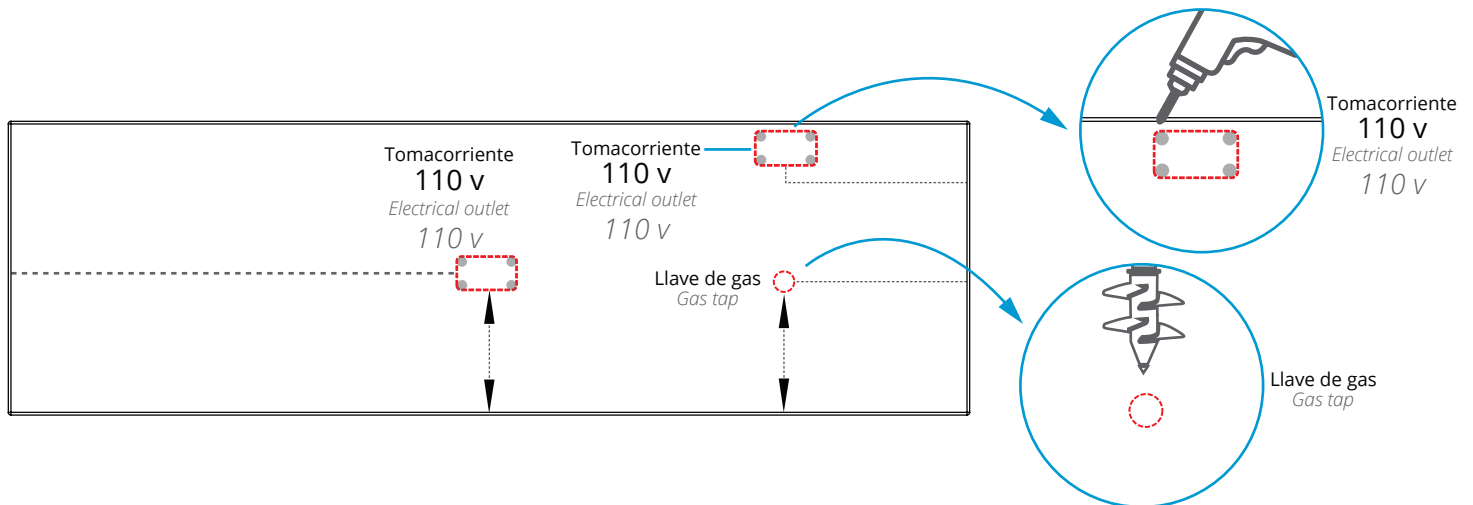 Tomacorriente
110 v
Electrical outlet
110 v
Tomacorriente
110 v
Electrical outlet
110 v
Llave de gas
Gas tap
Tomacorriente
110 v
Electrical outlet
110 v
Llave de gas
Gas tap